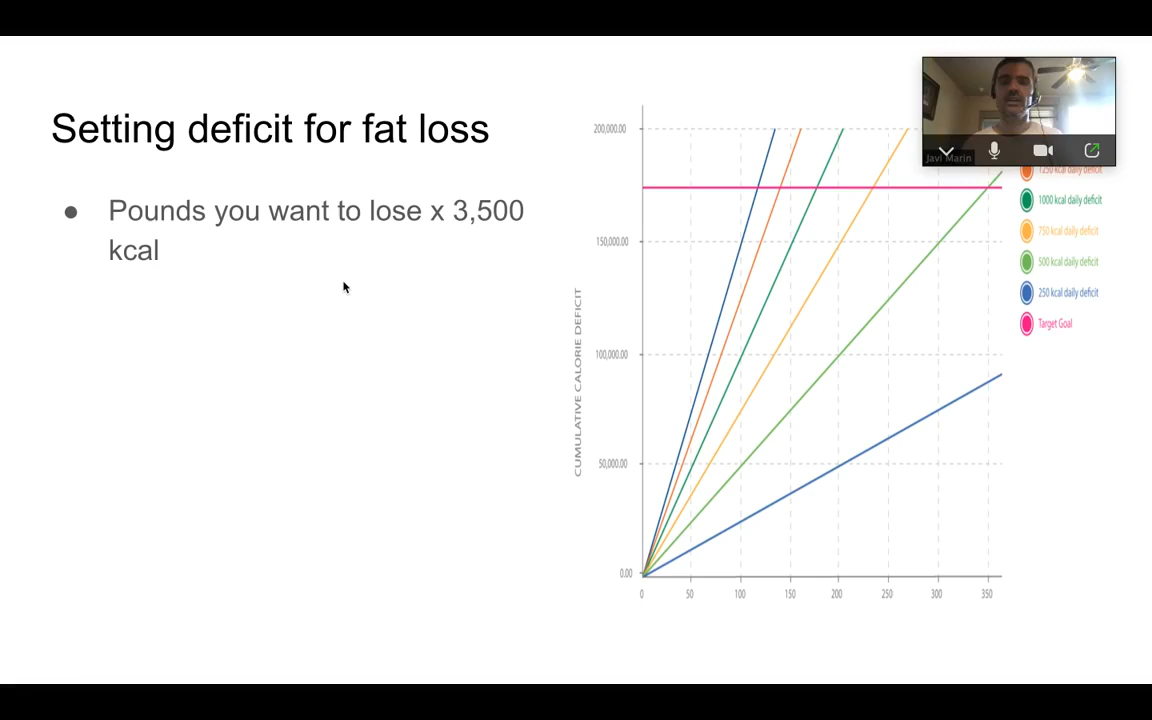 Setting deficit for fat loss
● Pounds you want to lose x 3,500
kcal
CUMULATIVE CALORIE DEFICIT
200,000.00
150,000.00
100,000.00
50,000.00
0.00
0 50 100 150 200 250 300 350
Javi Marin
1250 kcal daily deficit
1000 kcal daily deficit
750 kcal daily deficit
500 kcal daily deficit
250 kcal daily deficit
Target Goal